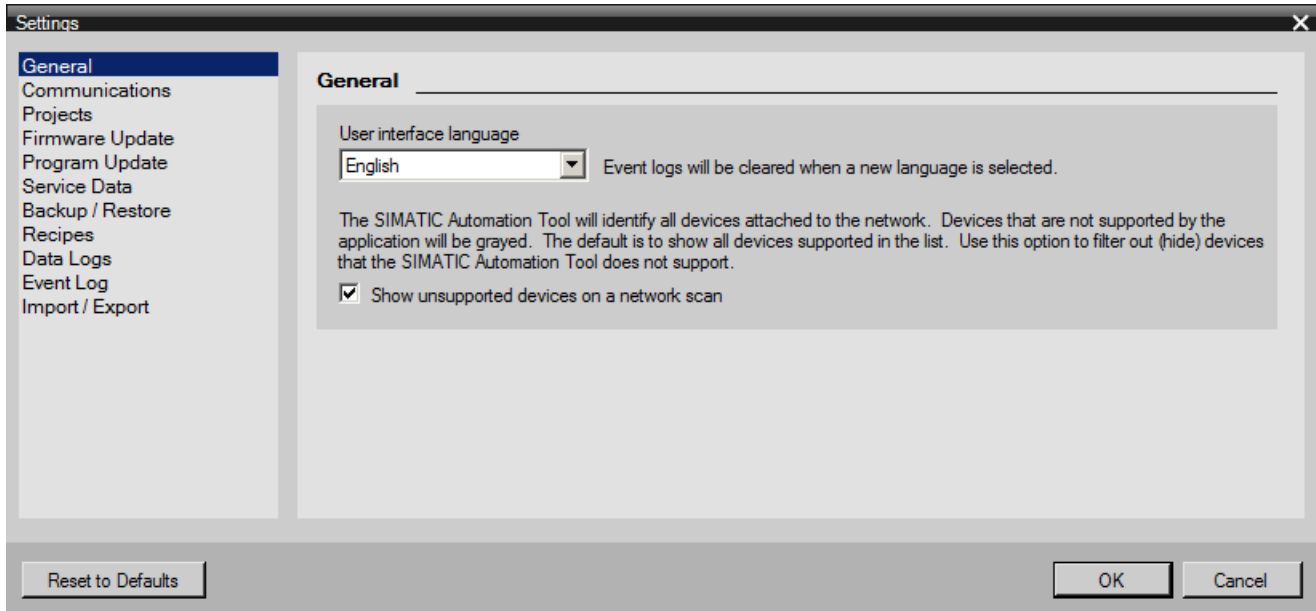 Settings
General
Communications
Projects
Firmware Update
Program Update
Service Data
Backup / Restore
Recipes
Data Logs
Event Log
Import / Export
General
User interface language
English
Event logs will be cleared when a new language is selected.
The SIMATIC Automation Tool will identify all devices attached to the network. Devices that are not supported by the
application will be grayed. The default is to show all devices supported in the list. Use this option to filter out (hide) devices
that the SIMATIC Automation Tool does not support.
Show unsupported devices on a network scan
Reset to Defaults
OK
Cancel